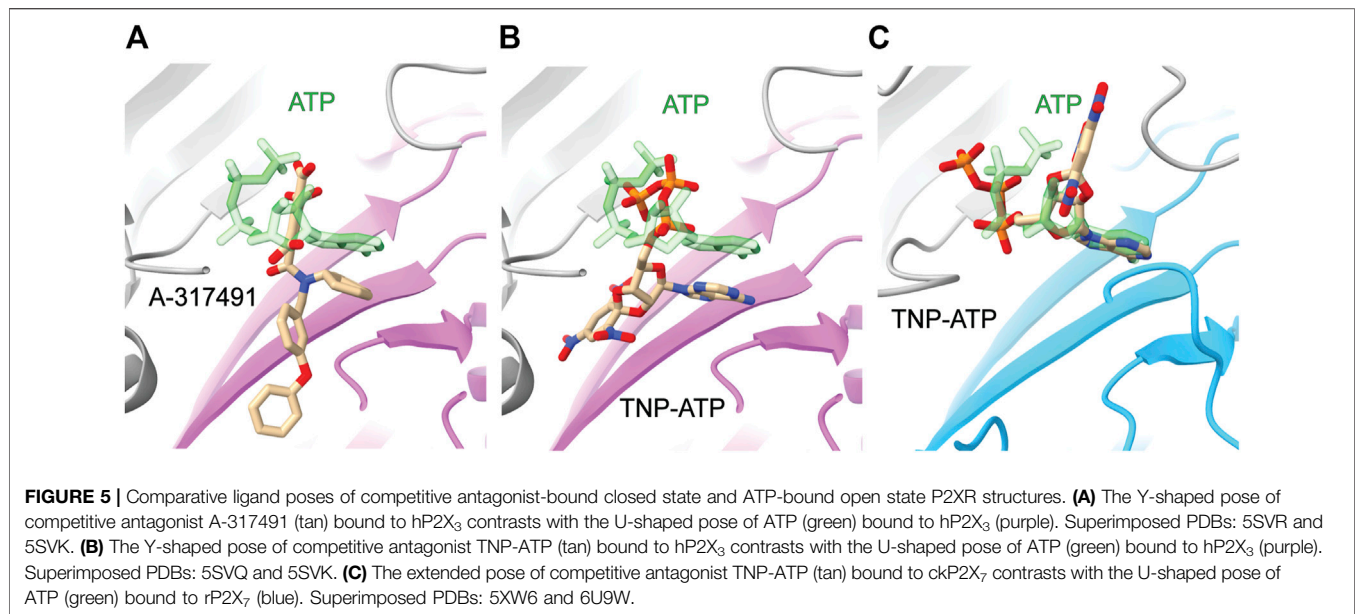 A
B
C
ATP
ATP
ATP
A-317491
TNP-ATP
TNP-ATP
FIGURE 5 | Comparative ligand poses of competitive antagonist-bound closed state and ATP-bound open state P2XR structures. (A) The Y-shaped pose of
competitive antagonist A-317491 (tan) bound to hP2X₃ contrasts with the U-shaped pose of ATP (green) bound to hP2X₃ (purple). Superimposed PDBs: 5SVR and
5SVK. (B) The Y-shaped pose of competitive antagonist TNP-ATP (tan) bound to hP2X₃ contrasts with the U-shaped pose of ATP (green) bound to hP2X₃ (purple).
Superimposed PDBs: 5SVQ and 5SVK. (C) The extended pose of competitive antagonist TNP-ATP (tan) bound to ckP2X₇ contrasts with the U-shaped pose of
ATP (green) bound to rP2X₇ (blue). Superimposed PDBs: 5XW6 and 6U9W.